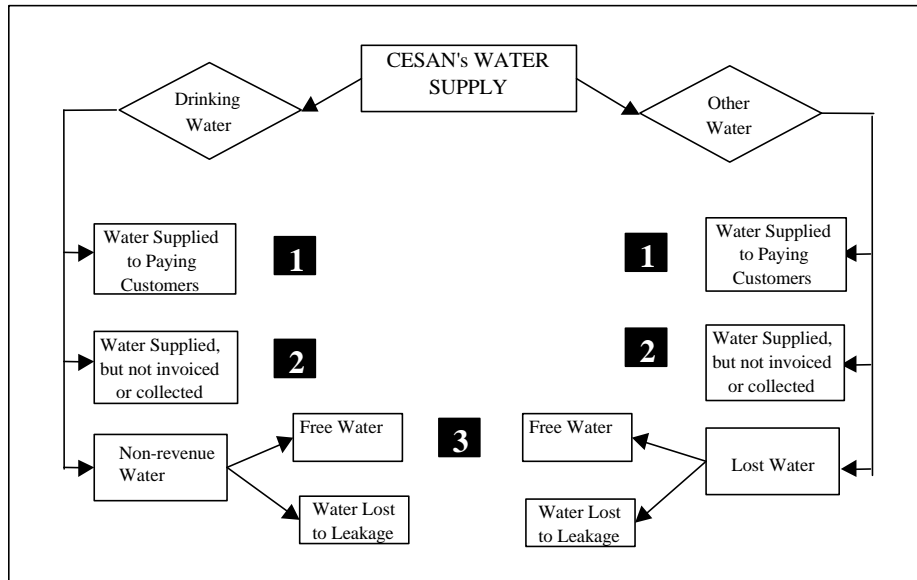 CESAN's WATER
SUPPLY
Drinking
Water
Other
Water
Water Supplied
to Paying
Customers
1
1
Water Supplied
to Paying
Customers
Water Supplied,
but not invoiced
or collected
2
2
Water Supplied,
but not invoiced
or collected
Non-revenue
Water
Free Water
3
Free Water
Lost Water
Water Lost
to Leakage
Water Lost
to Leakage